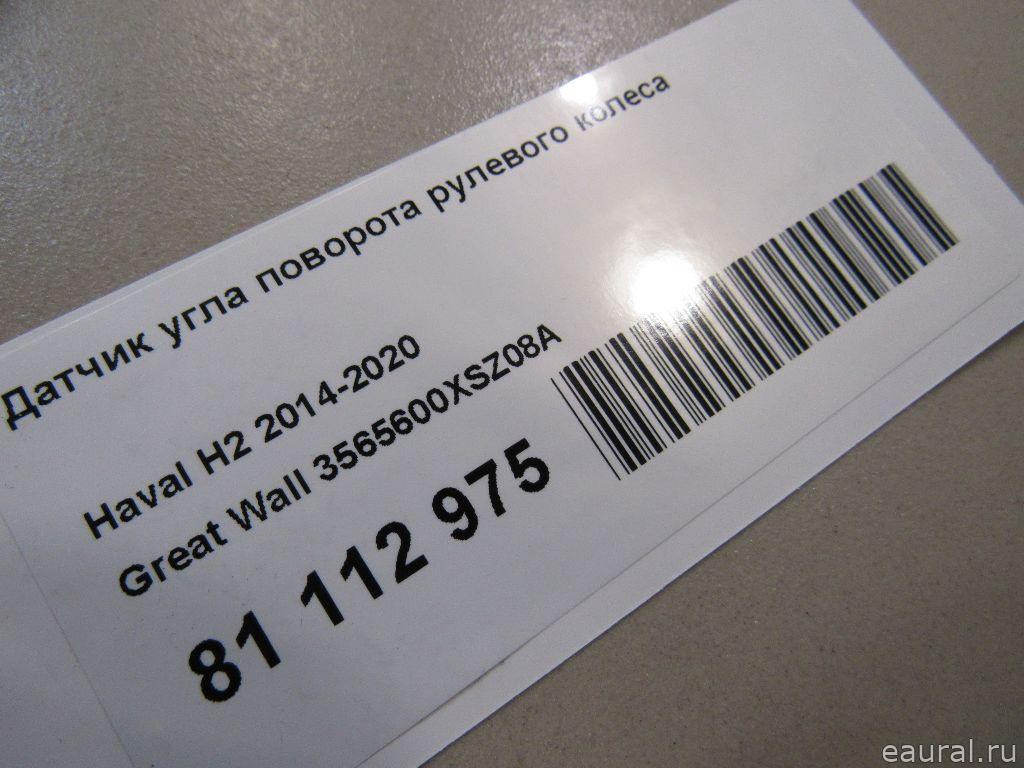 Датчик угла поворота рулевого колеса
Haval H2 2014-2020
Great Wall 3565600XSZ08A
81 112 975
eaural.ru